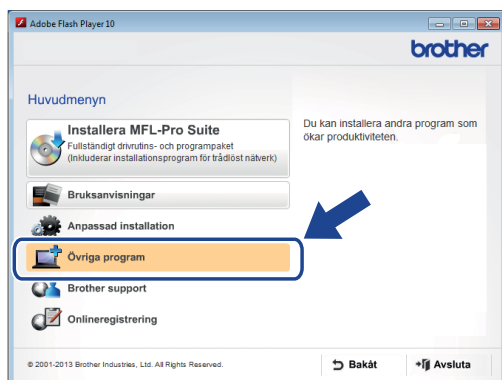 Adobe Flash Player 10
brother
Huvudmenyn
Installera MFL-Pro Suite
Fullständigt drivrutins- och programpaket
(Inkluderar installationsprogram för trådlöst nätverk)
Du kan installera andra program som
ökar produktiviteten.
Bruksanvisningar
Anpassad installation
Övriga program
Brother support
Onlineregistrering
© 2001-2013 Brother Industries, Ltd. All Rights Reserved.
Bakåt
Avsluta